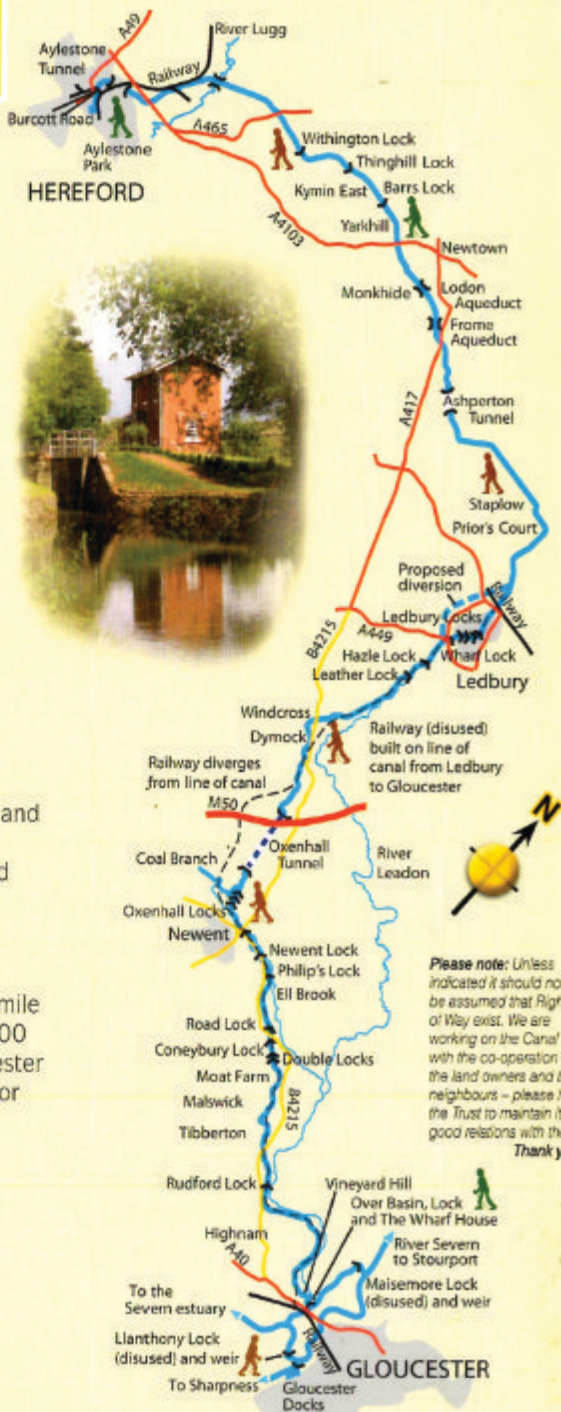 A49
River Lugg
Aylestone
Tunnel
Railway
Burcott Road
Aylestone
Park
A465
HEREFORD
Withington Lock
Thinghill Lock
Kymin East
Barrs Lock
Yarkhill
A4103
Newtown
Monkhide
Lodon
Aqueduct
Frome
Aqueduct
A417
Ashperton
Tunnel
Staplow
Prior's Court
Proposed
diversion
Railway
Ledbury Locks
A449
B4215
Hazle Lock
Wharf Lock
Leather Lock
Ledbury
Windcross
Dymock
Railway (disused)
built on line of
canal from Ledbury
to Gloucester
Railway diverges
from line of canal
M50
N
and
Oxenhall
Tunnel
River
Leadon
Coal Branch
d
Oxenhall Locks
Newent
Newent Lock
Philip's Lock
Ell Brook
mile
00
ester
or
Please note: Unless
indicated it should no
be assumed that Righ
of Way exist. We are
working on the Canal
with the co-operation
the land owners and
neighbours – please
the Trust to maintain
good relations with the
Thank y
Road Lock
Coneybury Lock
Double Locks
Moat Farm
Malswick
B4215
Tibberton
Rudford Lock
Vineyard Hill
Over Basin, Lock
and The Wharf House
Highnam
A40
River Severn
to Stourport
Maisemore Lock
(disused) and weir
To the
Severn estuary
Llanthony Lock
(disused) and weir
Railway
GLOUCESTER
To Sharpness
Gloucester
Docks